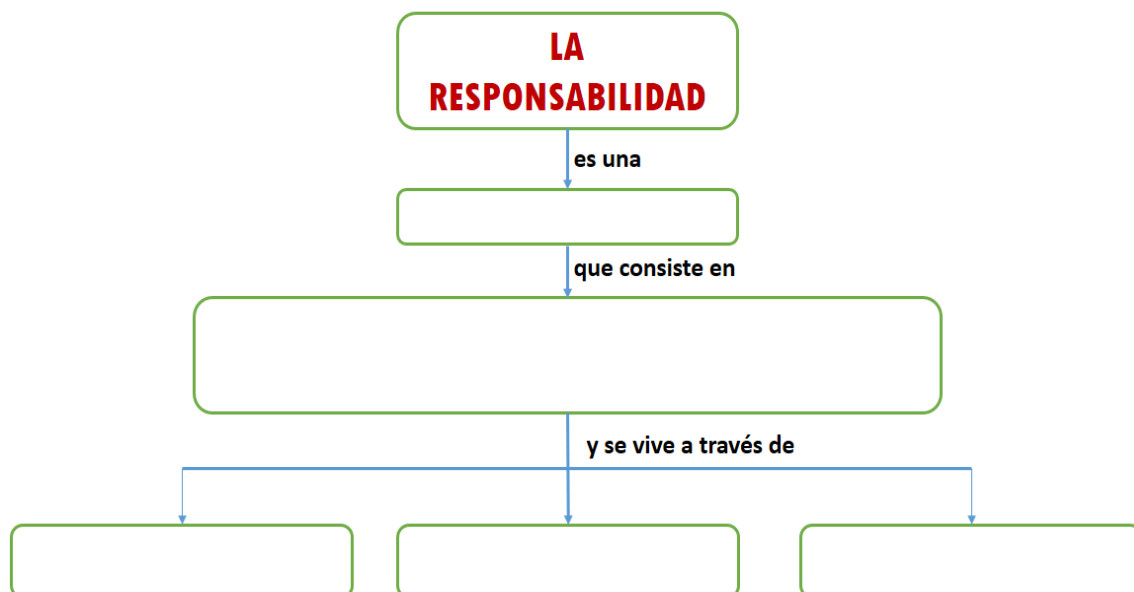 LA
RESPONSABILIDAD
es una
que consiste en
y se vive a través de